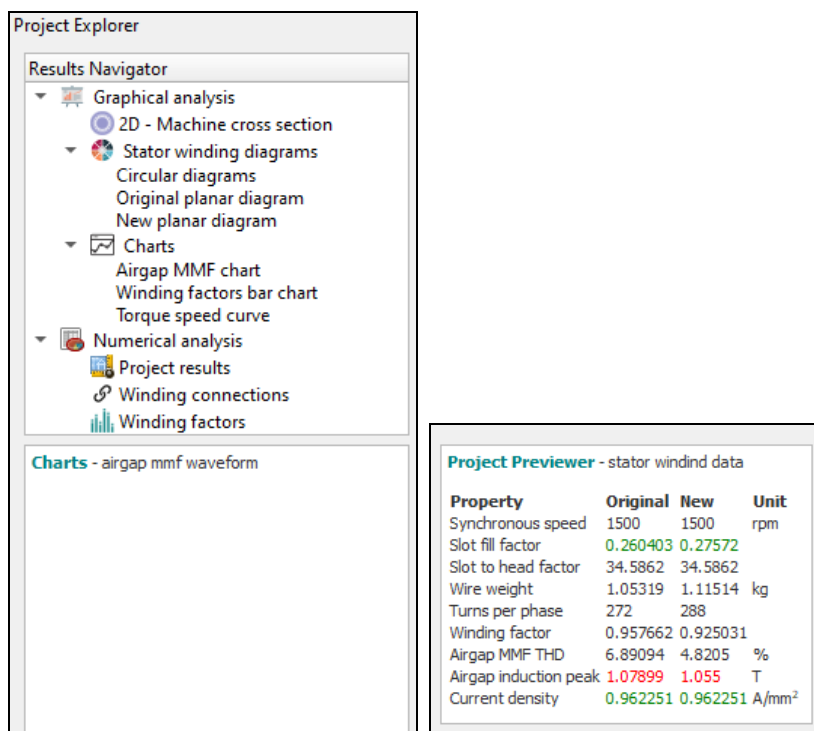 Project Explorer
Results Navigator
Graphical analysis
2D - Machine cross section
Stator winding diagrams
Circular diagrams
Original planar diagram
New planar diagram
Charts
Airgap MMF chart
Winding factors bar chart
Torque speed curve
Numerical analysis
Project results
Winding connections
Winding factors
Charts - airgap mmf waveform
Project Previewer - stator windind data
Property Original New Unit
Synchronous speed 1500 1500 rpm
Slot fill factor 0.260403 0.27572
Slot to head factor 34.5862 34.5862
Wire weight 1.05319 1.11514 kg
Turns per phase 272 288
Winding factor 0.957662 0.925031
Airgap MMF THD 6.89094 4.8205 %
Airgap induction peak 1.07899 1.055 T
Current density 0.962251 0.962251 A/mm²